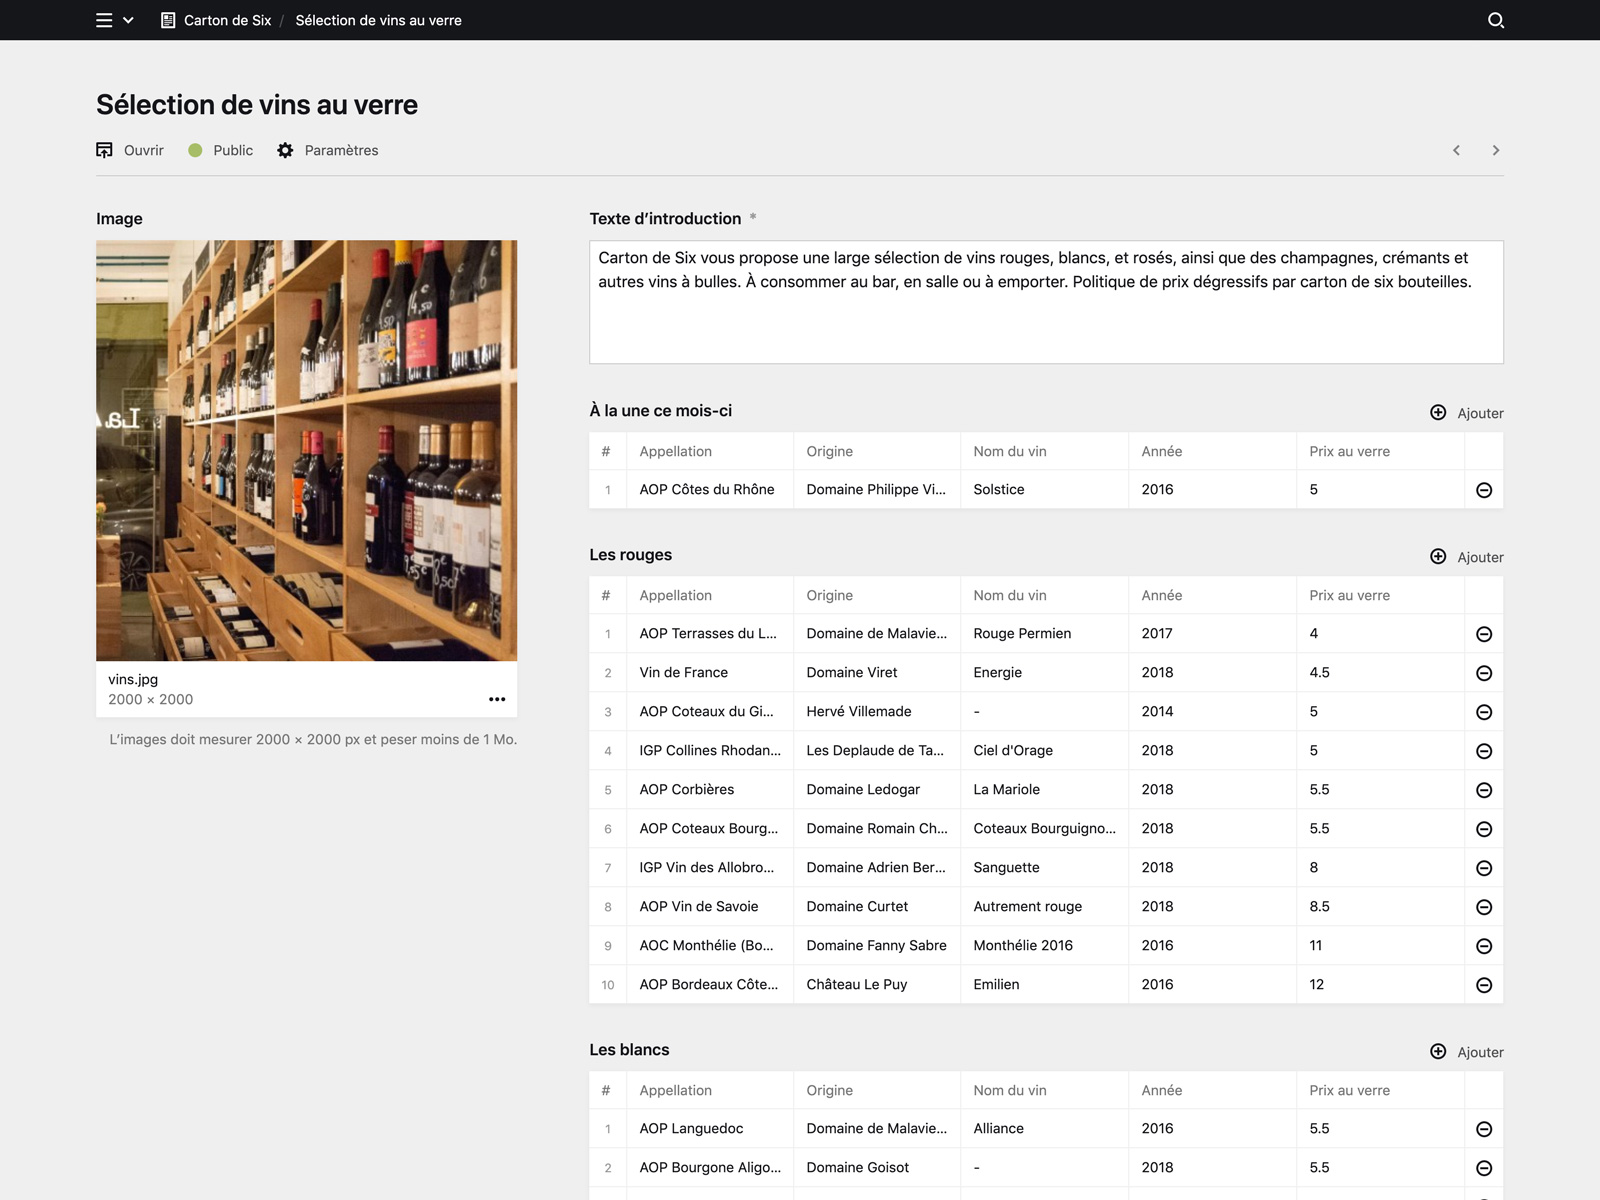 Carton de Six / Sélection de vins au verre
Sélection de vins au verre
Ouvrir Public Paramètres
Image
vins.jpg
2000 × 2000
L’images doit mesurer 2000 × 2000 px et peser moins de 1 Mo.
Texte d’introduction *
Carton de Six vous propose une large sélection de vins rouges, blancs, et rosés, ainsi que des champagnes, crémants et
autres vins à bulles. À consommer au bar, en salle ou à emporter. Politique de prix dégressifs par carton de six bouteilles.
À la une ce mois-ci Ajouter
# Appellation Origine Nom du vin Année Prix au verre
1 AOP Côtes du Rhône Domaine Philippe Vi... Solstice 2016 5
Les rouges Ajouter
# Appellation Origine Nom du vin Année Prix au verre
1 AOP Terrasses du L... Domaine de Malavie... Rouge Permien 2017 4
2 Vin de France Domaine Viret Energie 2018 4.5
3 AOP Coteaux du Gi... Hervé Villemade - 2014 5
4 IGP Collines Rhodan... Les Deplaude de Ta... Ciel d'Orage 2018 5
5 AOP Corbières Domaine Ledogar La Mariole 2018 5.5
6 AOP Coteaux Bourg... Domaine Romain Ch... Coteaux Bourguigno... 2018 5.5
7 IGP Vin des Allobro... Domaine Adrien Ber... Sanguette 2018 8
8 AOP Vin de Savoie Domaine Curtet Autrement rouge 2018 8.5
9 AOC Monthélie (Bo... Domaine Fanny Sabre Monthélie 2016 2016 11
10 AOP Bordeaux Côte... Château Le Puy Emilien 2016 12
Les blancs Ajouter
# Appellation Origine Nom du vin Année Prix au verre
1 AOP Languedoc Domaine de Malavie... Alliance 2016 5.5
2 AOP Bourgone Aligo... Domaine Goisot - 2018 5.5